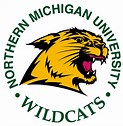 NORTHERN MICHIGAN UNIVERSITY
• WILDCATS •